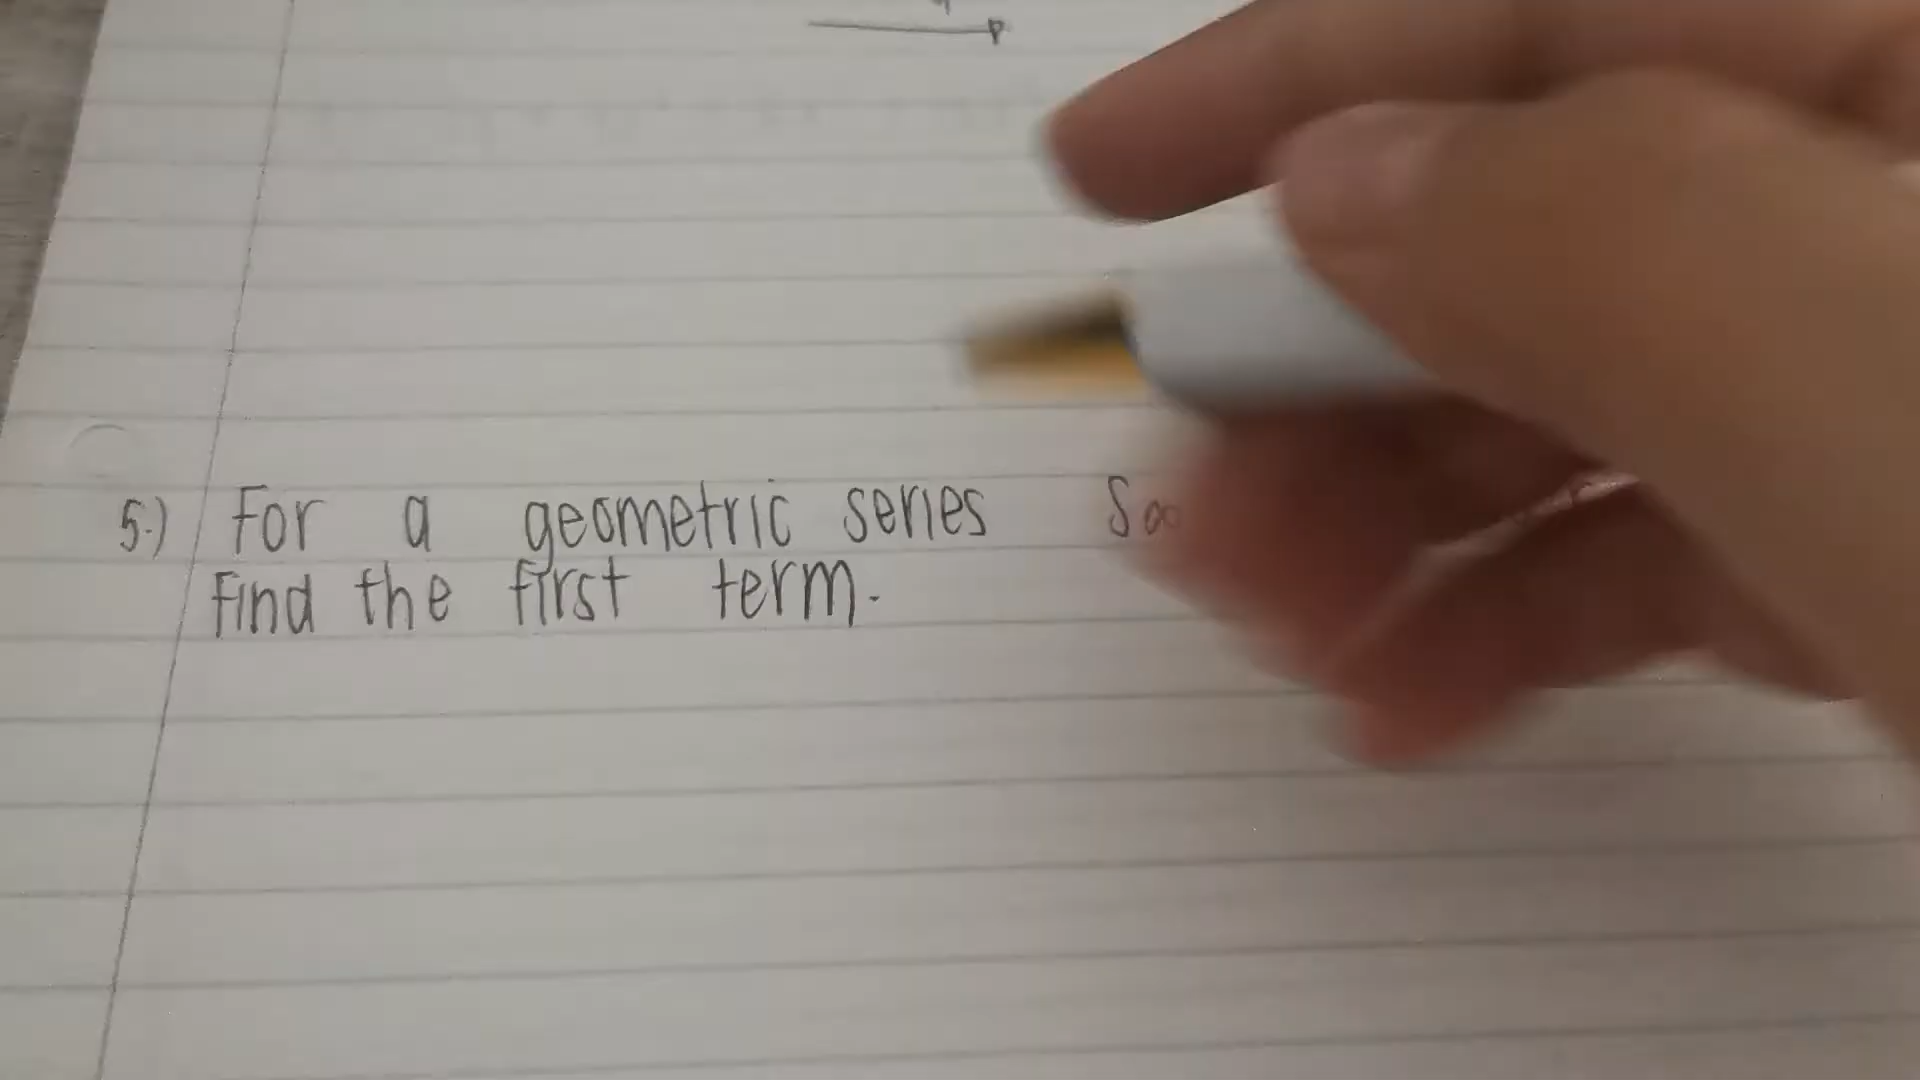 5.) For a geometric series S∞
Find the first term.